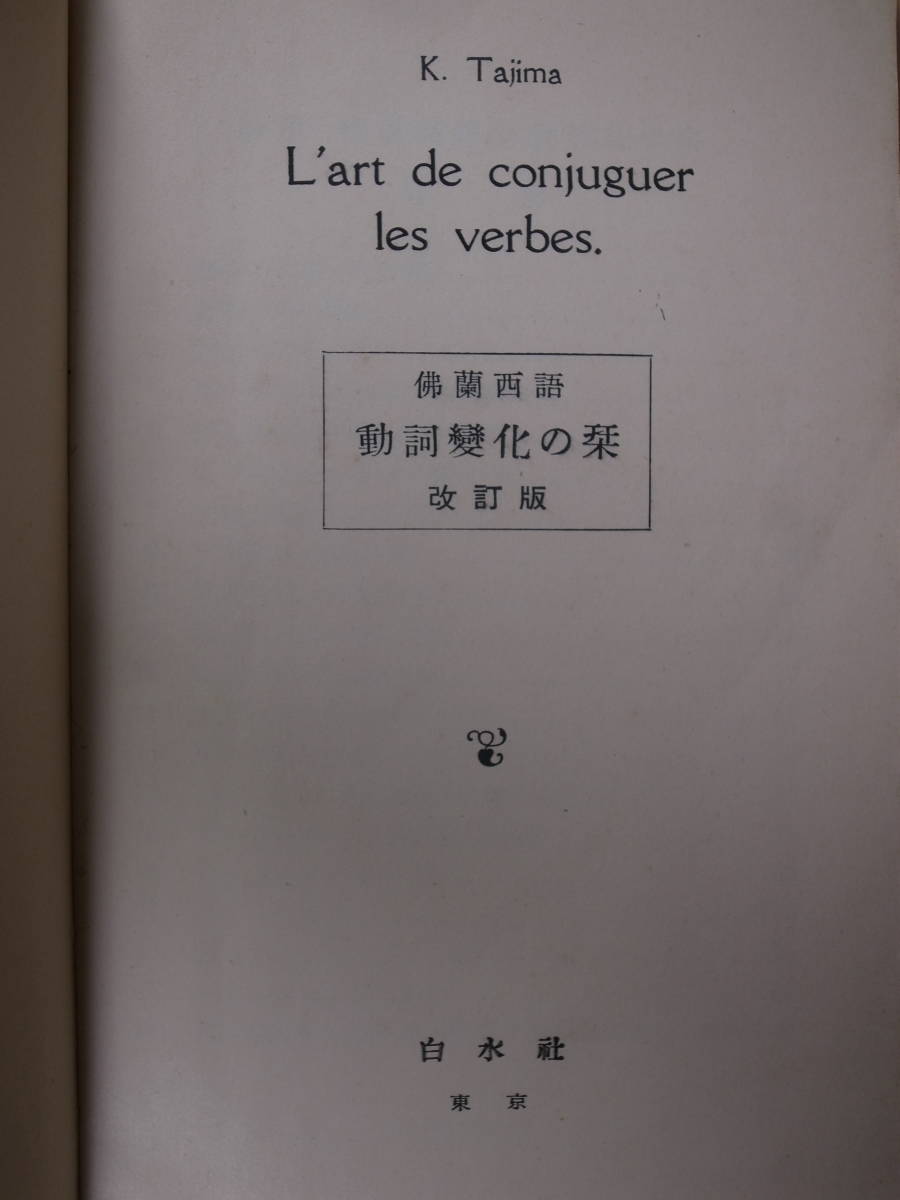 K. Tajima
L'art de conjuguer
les verbes.
佛蘭西語
動詞變化の栞
改訂版
白水社
東京